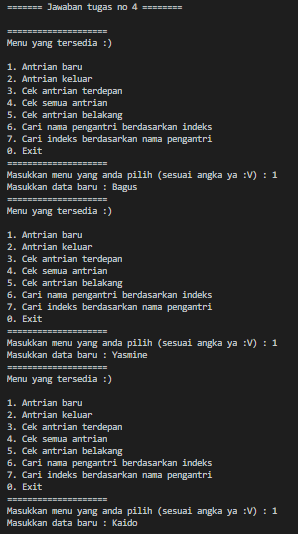 ======= Jawaban tugas no 4 ========
====================
Menu yang tersedia :)
1. Antrian baru
2. Antrian keluar
3. Cek antrian terdepan
4. Cek semua antrian
5. Cek antrian belakang
6. Cari nama pengantri berdasarkan indeks
7. Cari indeks berdasarkan nama pengantri
0. Exit
====================
Masukkan menu yang anda pilih (sesuai angka ya :V) : 1
Masukkan data baru : Bagus
====================
Menu yang tersedia :)
1. Antrian baru
2. Antrian keluar
3. Cek antrian terdepan
4. Cek semua antrian
5. Cek antrian belakang
6. Cari nama pengantri berdasarkan indeks
7. Cari indeks berdasarkan nama pengantri
0. Exit
====================
Masukkan menu yang anda pilih (sesuai angka ya :V) : 1
Masukkan data baru : Yasmine
====================
Menu yang tersedia :)
1. Antrian baru
2. Antrian keluar
3. Cek antrian terdepan
4. Cek semua antrian
5. Cek antrian belakang
6. Cari nama pengantri berdasarkan indeks
7. Cari indeks berdasarkan nama pengantri
0. Exit
====================
Masukkan menu yang anda pilih (sesuai angka ya :V) : 1
Masukkan data baru : Kaido